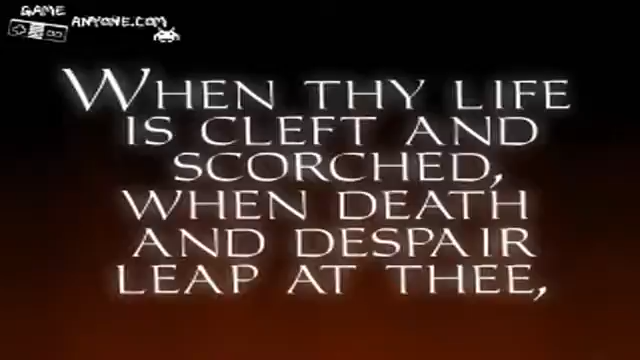 GAME
ANYONE.COM
WHEN THY LIFE
IS CLEFT AND
SCORCHED,
WHEN DEATH
AND DESPAIR
LEAP AT THEE,